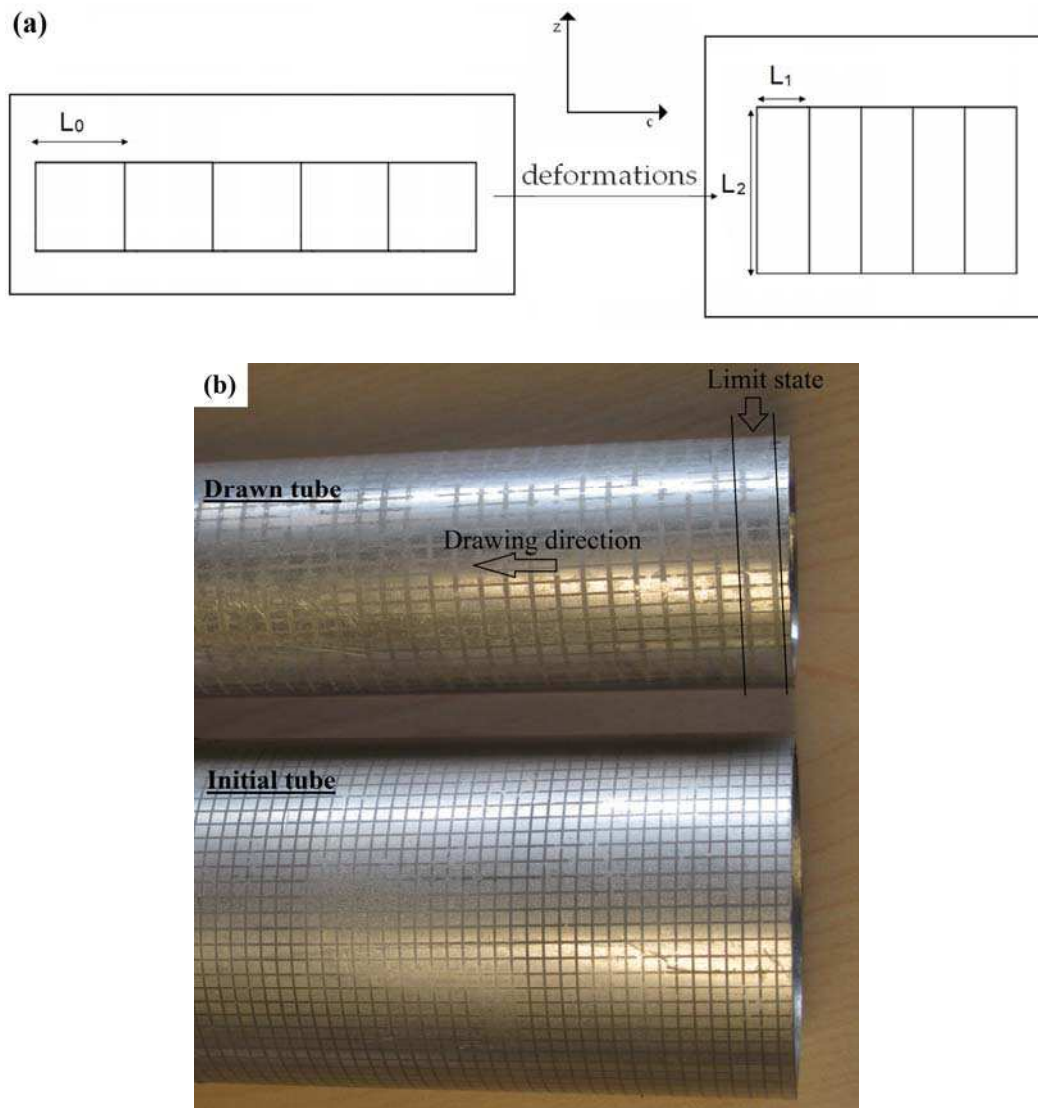 (a)
z
c
L₀
deformations
L₁
L₂
(b)
Limit state
Drawn tube
Drawing direction
Initial tube